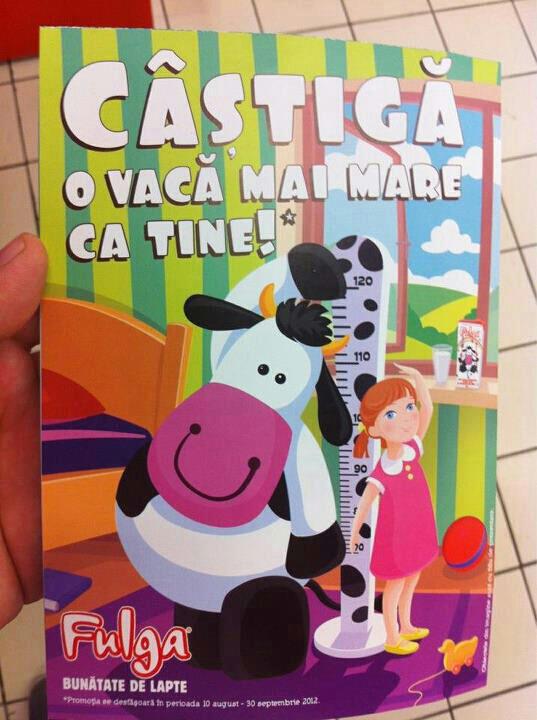 CÂȘTIGĂ
O VACĂ MAI MARE
CA TINE!*
120
110
10
90
Fulga®
BUNĂTATE DE LAPTE
*Promoția se desfășoară în perioada 10 august - 30 septembrie 2012.